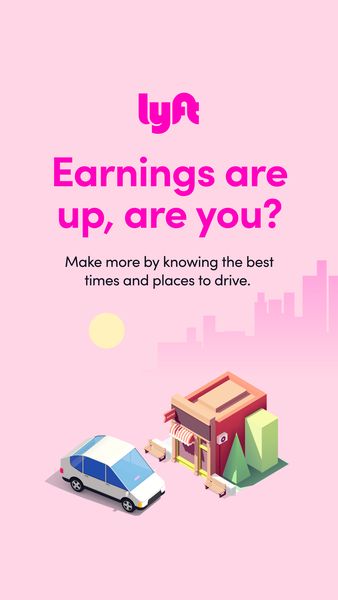 lyft
Earnings are
up, are you?
Make more by knowing the best
times and places to drive.